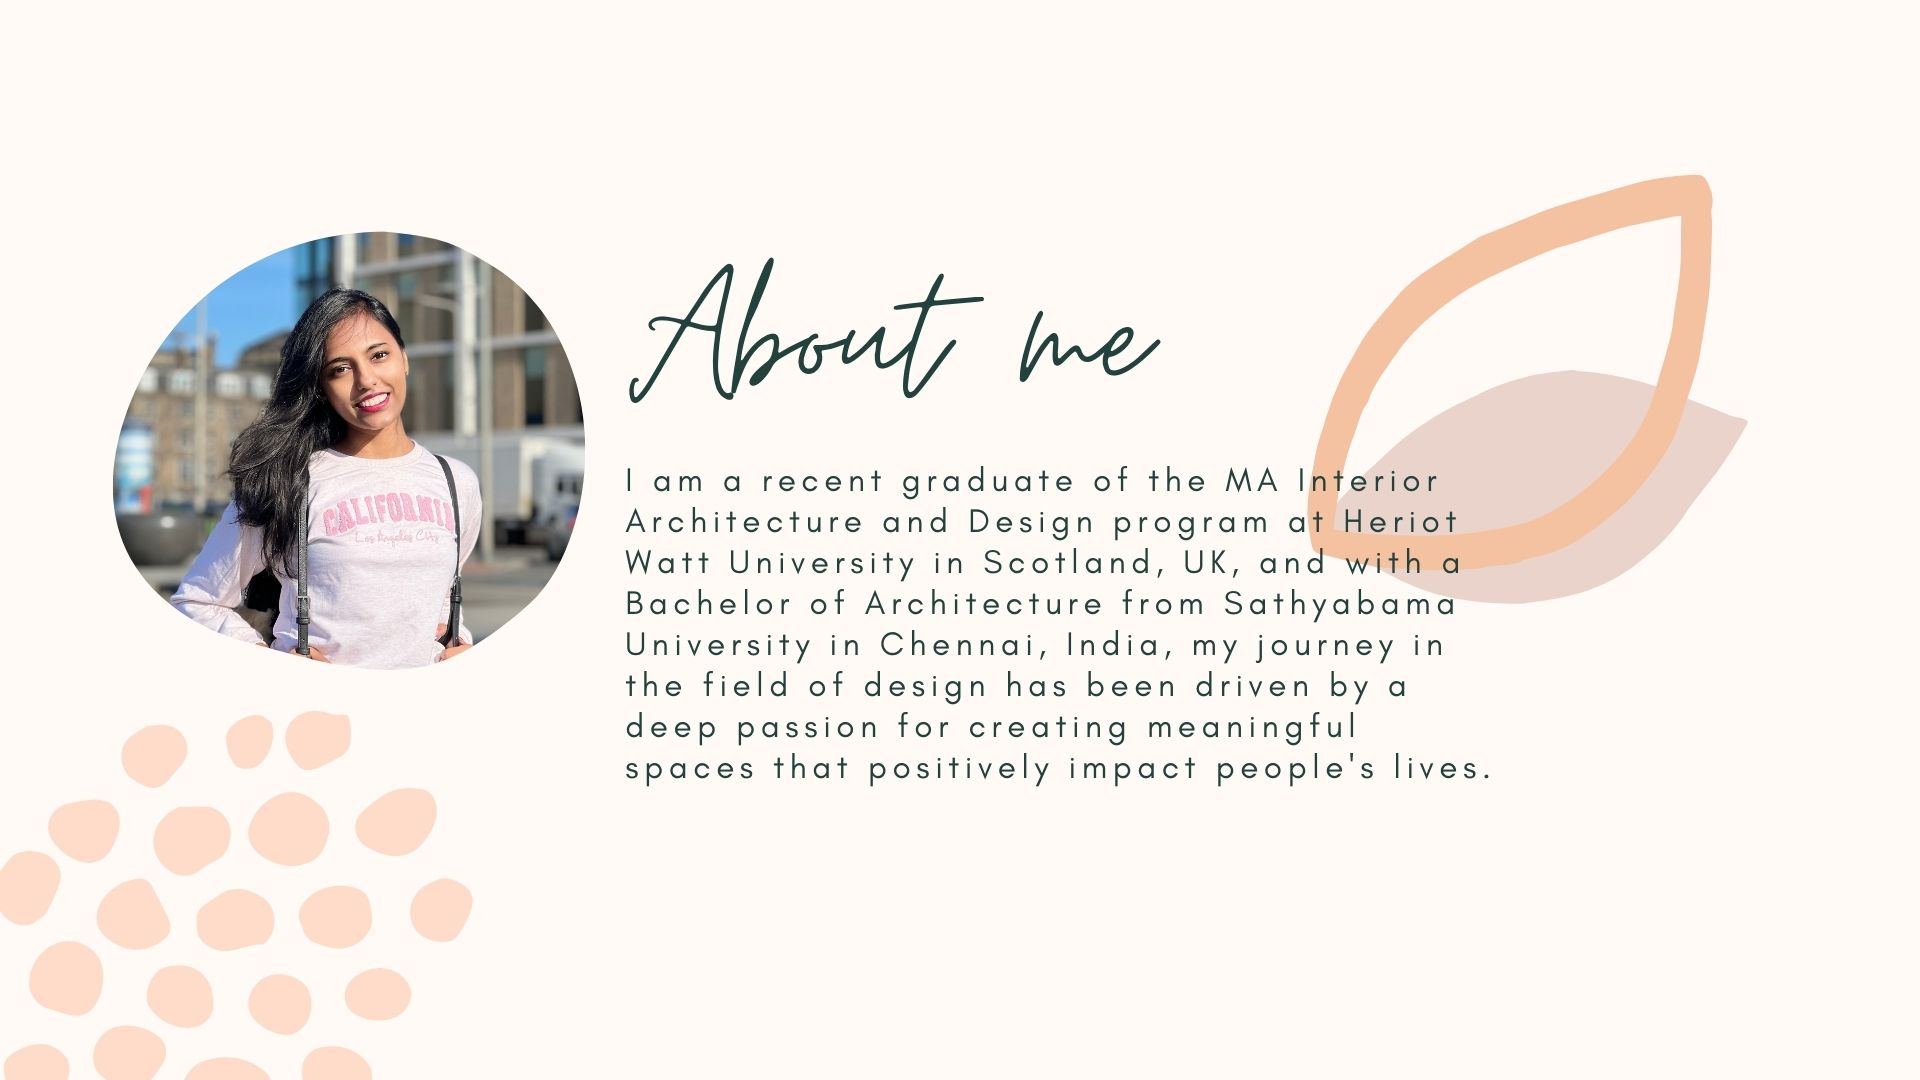 About me
I am a recent graduate of the MA Interior
Architecture and Design program at Heriot
Watt University in Scotland, UK, and with a
Bachelor of Architecture from Sathyabama
University in Chennai, India, my journey in
the field of design has been driven by a
deep passion for creating meaningful
spaces that positively impact people's lives.
CALIFORNIA
Los Angeles City